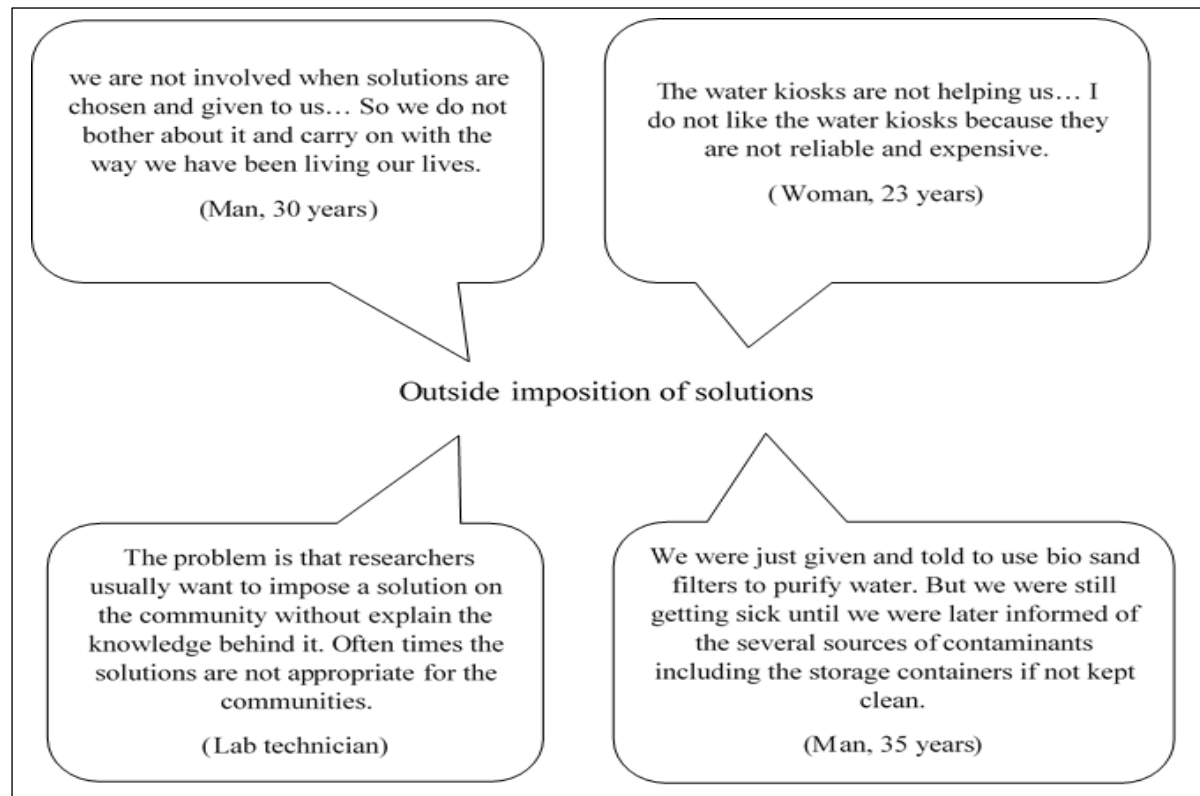 we are not involved when solutions are
chosen and given to us... So we do not
bother about it and carry on with the
way we have been living our lives.
(Man, 30 years)
The water kiosks are not helping us... I
do not like the water kiosks because they
are not reliable and expensive.
(Woman, 23 years)
Outside imposition of solutions
The problem is that researchers
usually want to impose a solution on
the community without explain the
knowledge behind it. Often times the
solutions are not appropriate for the
communities.
(Lab technician)
We were just given and told to use bio sand
filters to purify water. But we were still
getting sick until we were later informed of
the several sources of contaminants
including the storage containers if not kept
clean.
(Man, 35 years)